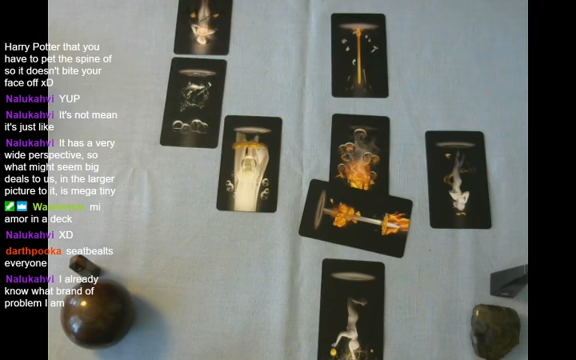 Harry Potter that you
have to pet the spine of
so it doesn't bite your
face off xD
Nalukahvi: YUP
Nalukahvi: It's not mean
it's just like
Nalukahvi: It has a very
wide perspective, so
what might seem big
deals to us, in the larger
picture to it, is mega tiny
mi
amor in a deck
Nalukahvi: XD
darthpooka: seatbealts
everyone
Nalukahvi: I already
know what brand of
problem I am